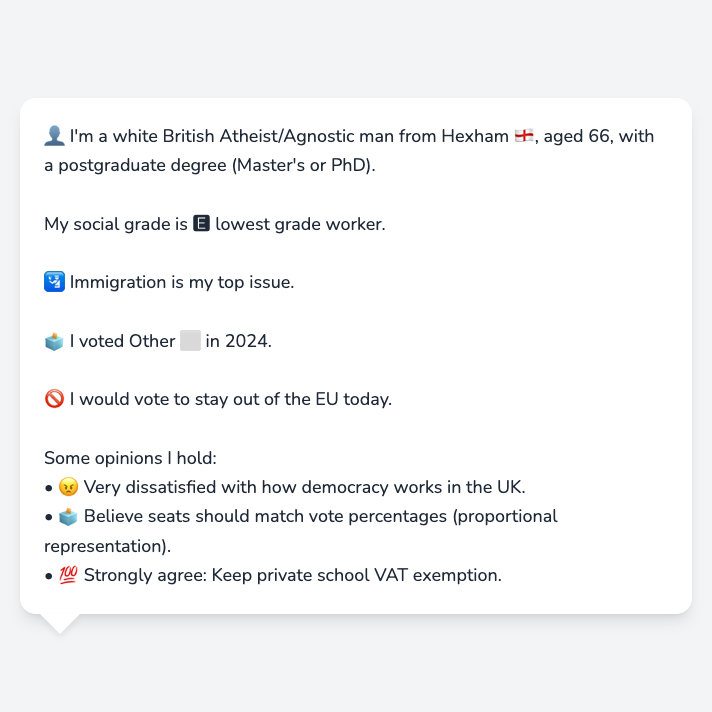 👤 I'm a white British Atheist/Agnostic man from Hexham 🏴󠁧󠁢󠁥󠁮󠁧󠁿, aged 66, with
a postgraduate degree (Master's or PhD).
My social grade is 🅴 lowest grade worker.
🛂 Immigration is my top issue.
🗳️ I voted Other ⬜ in 2024.
🚫 I would vote to stay out of the EU today.
Some opinions I hold:
• 😠 Very dissatisfied with how democracy works in the UK.
• 🗳️ Believe seats should match vote percentages (proportional
representation).
• 💯 Strongly agree: Keep private school VAT exemption.